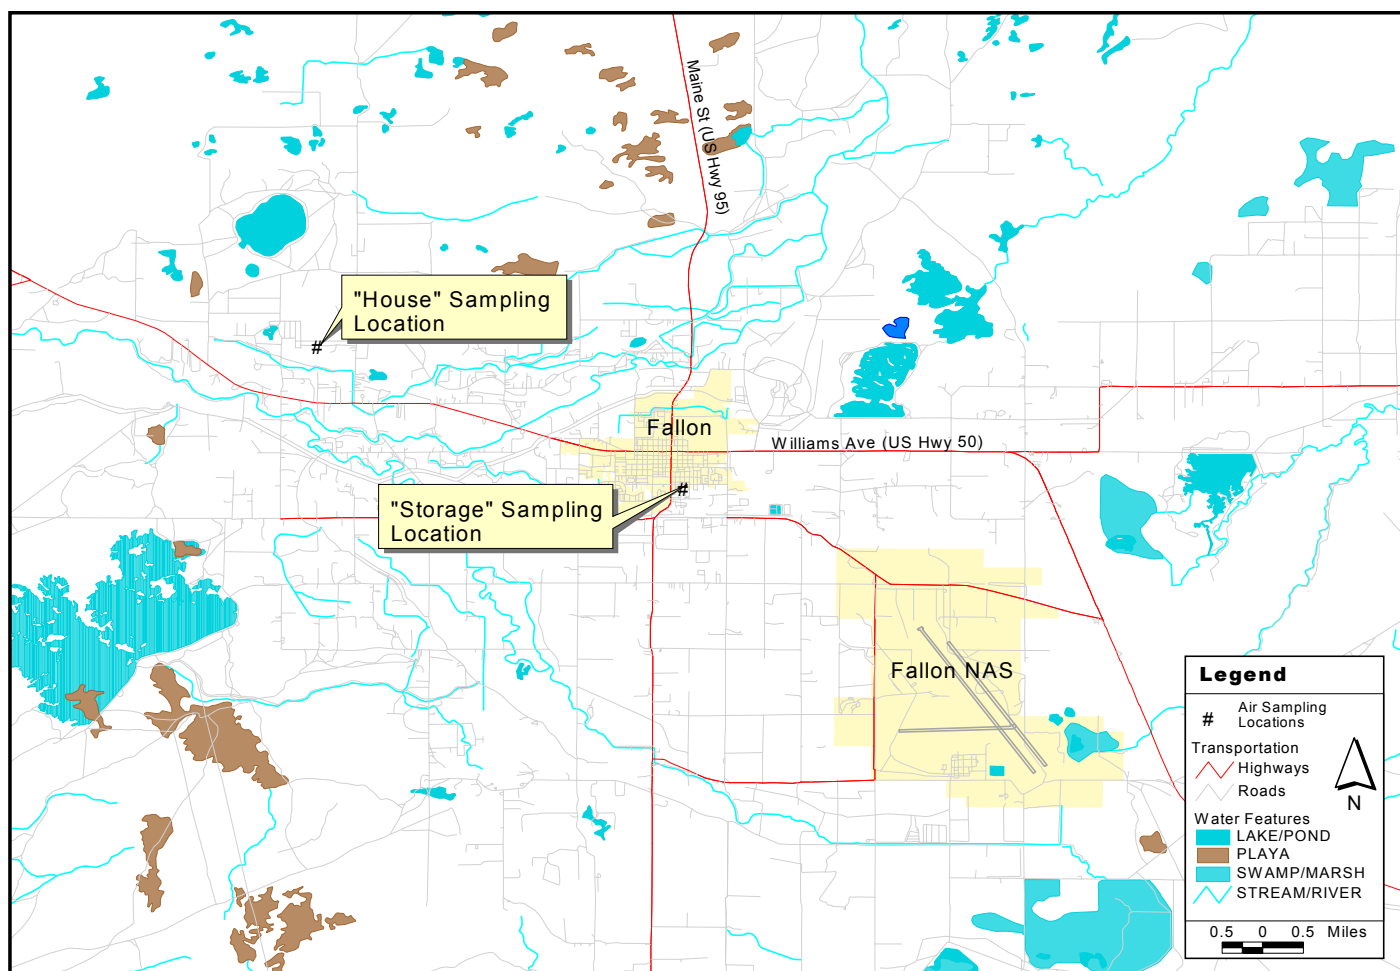 Maine St (US Hwy 95)
"House" Sampling
Location
#
Fallon
Williams Ave (US Hwy 50)
"Storage" Sampling
Location
#
Fallon NAS
Legend
# Air Sampling
Locations
Transportation
Highways
Roads
N
Water Features
LAKE/POND
PLAYA
SWAMP/MARSH
STREAM/RIVER
0.5 0 0.5 Miles